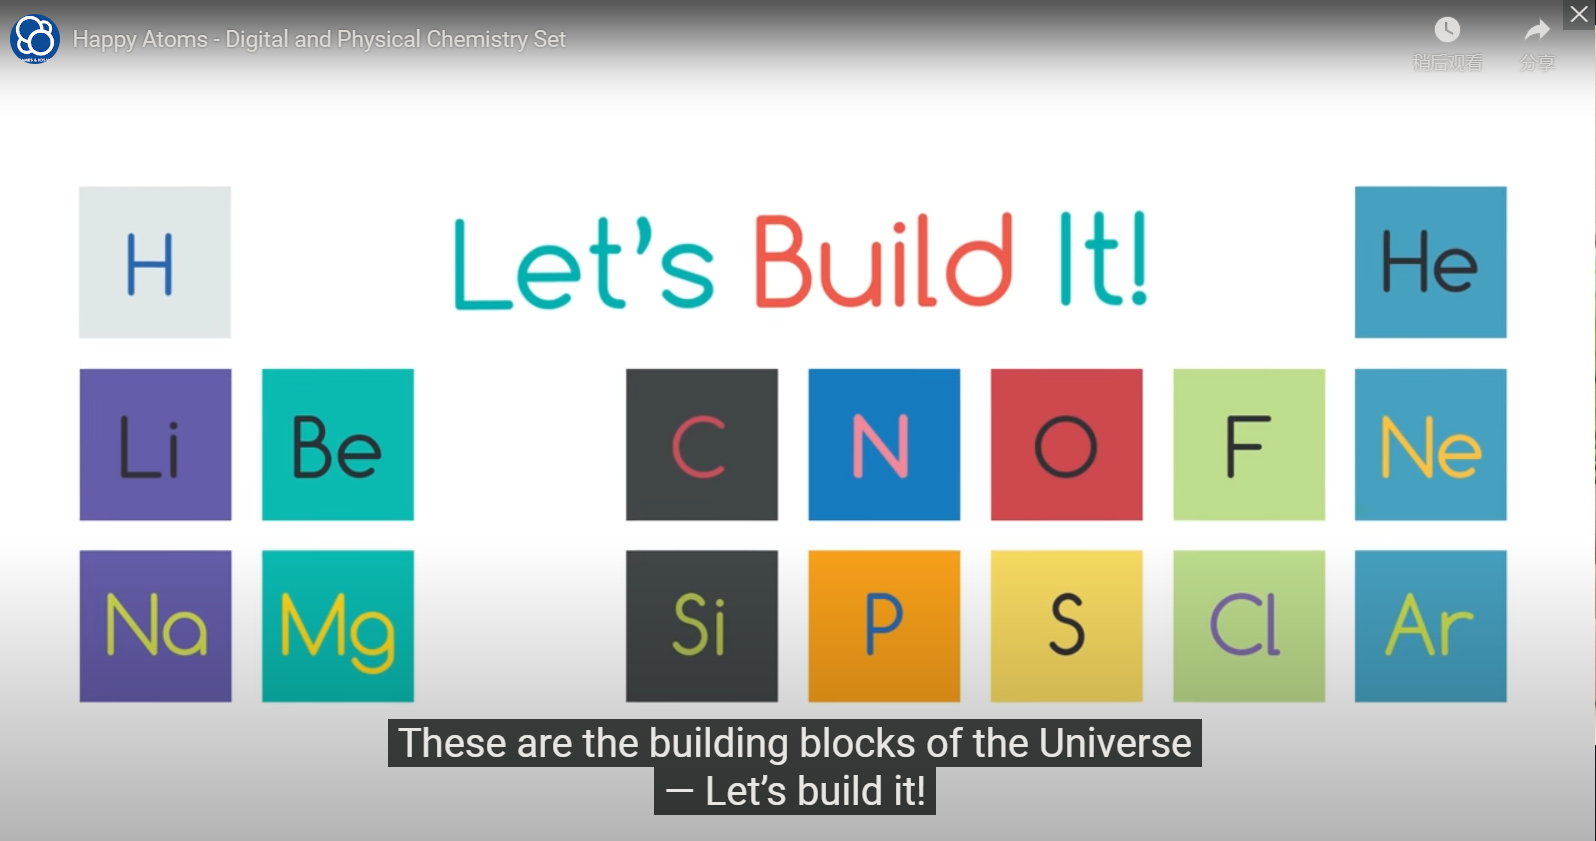 Happy Atoms - Digital and Physical Chemistry Set
稍后观看
分享
H
Let's Build It!
He
Li
Be
C
N
O
F
Ne
Na
Mg
Si
P
S
Cl
Ar
These are the building blocks of the Universe
— Let's build it!